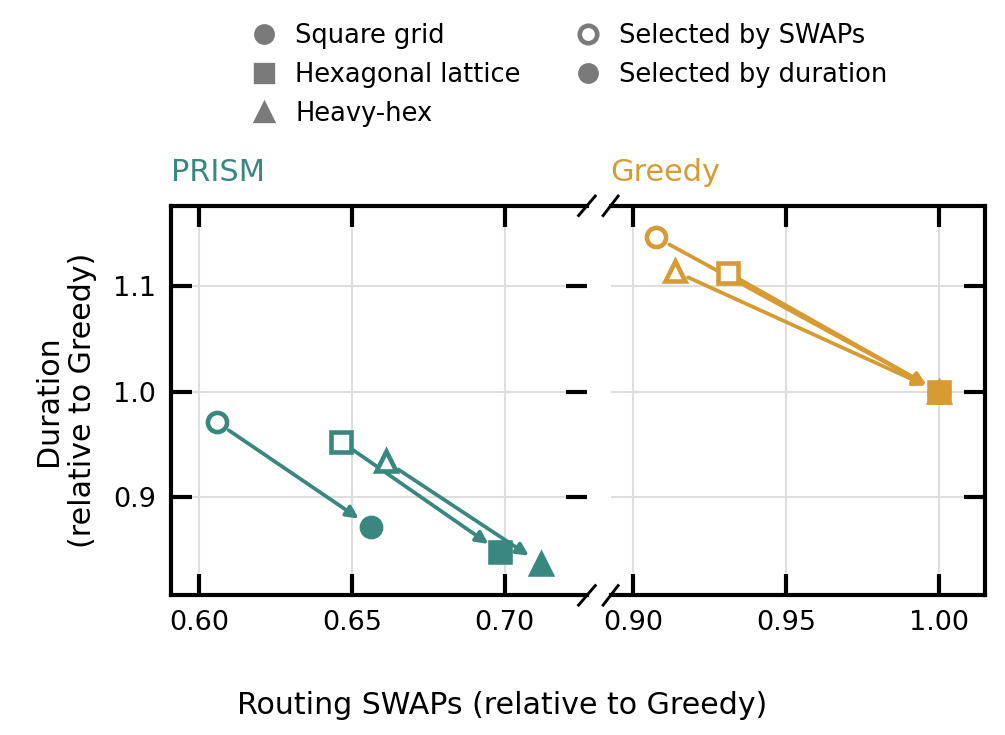 Square grid
Hexagonal lattice
Heavy-hex
Selected by SWAPs
Selected by duration
PRISM
Greedy
Duration
(relative to Greedy)
1.1
1.0
0.9
0.60
0.65
0.70
0.90
0.95
1.00
Routing SWAPs (relative to Greedy)